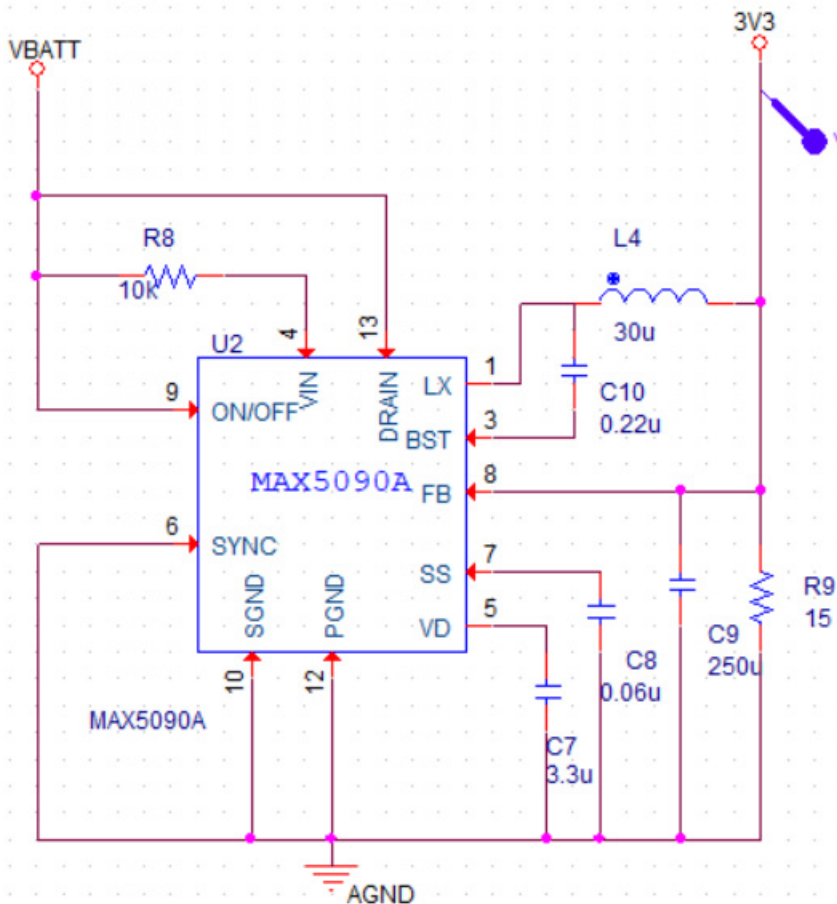 3V3
VBATT
V
R8
L4
10k
4
13
30u
U2
1
LX
VIN
DRAIN
C10
0.22u
9
ON/OFF
3
BST
MAX5090A
8
FB
6
SYNC
7
SS
R9
15
SGND
PGND
5
VD
C9
250u
C8
0.06u
10
12
MAX5090A
C7
3.3u
AGND